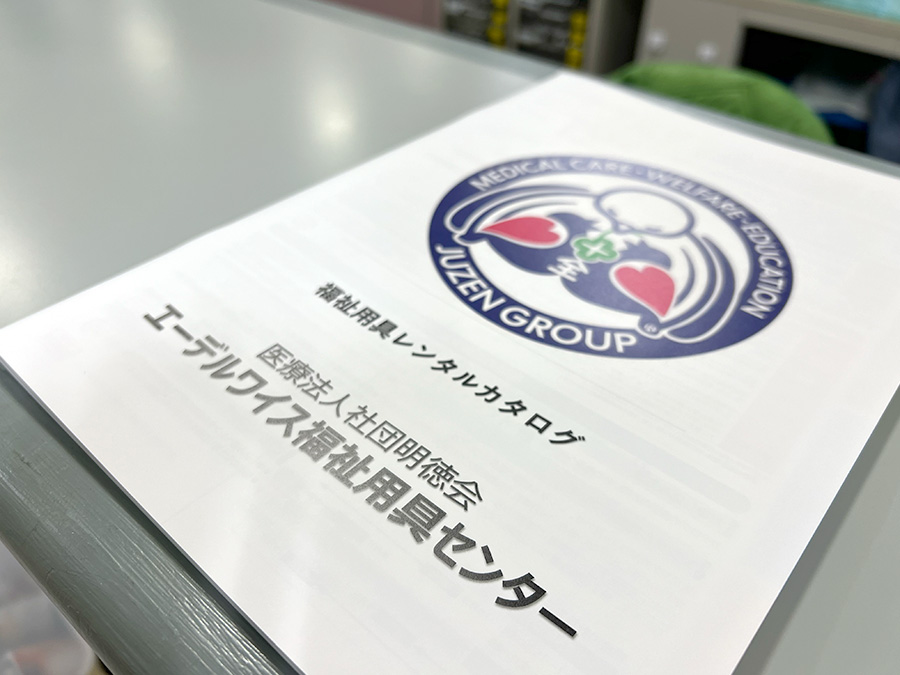 MEDICAL CARE・WELFARE・EDUCATION
全
JUZEN GROUP
®
福祉用具レンタルカタログ
医療法人社団明徳会
エーデルワイス福祉用具センター